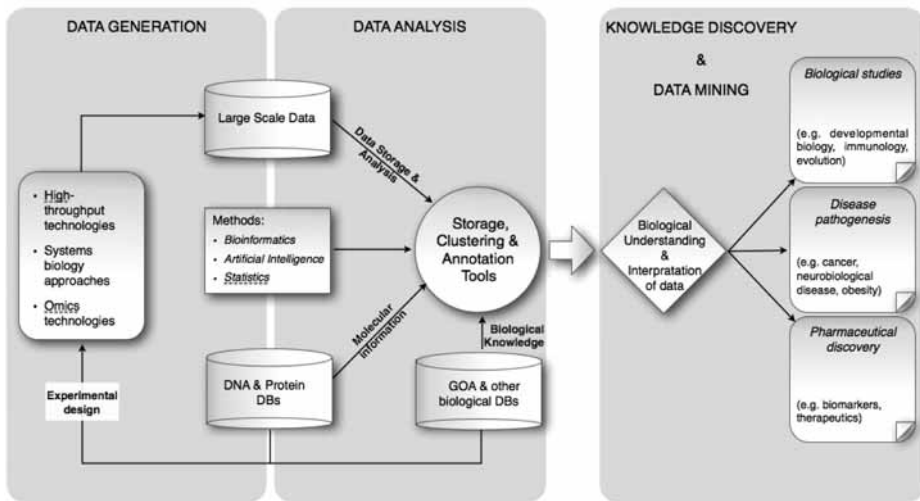 DATA GENERATION
DATA ANALYSIS
KNOWLEDGE DISCOVERY
&
DATA MINING
Large Scale Data
Data Storage &
Analysis
• High-
throughput
technologies
• Systems
biology
approaches
• Omics
technologies
Methods:
• Bioinformatics
• Artificial Intelligence
• Statistics
Storage,
Clustering &
Annotation
Tools
Molecular
information
Biological
Knowledge
DNA & Protein
DBs
GOA & other
biological DBs
Experimental
design
Biological
Understanding
&
Interpratation
of data
Biological studies
(e.g. developmental
biology, immunology,
evolution)
Disease
pathogenesis
(e.g. cancer,
neurobiological
disease, obesity)
Pharmaceutical
discovery
(e.g. biomarkers,
therapeutics)